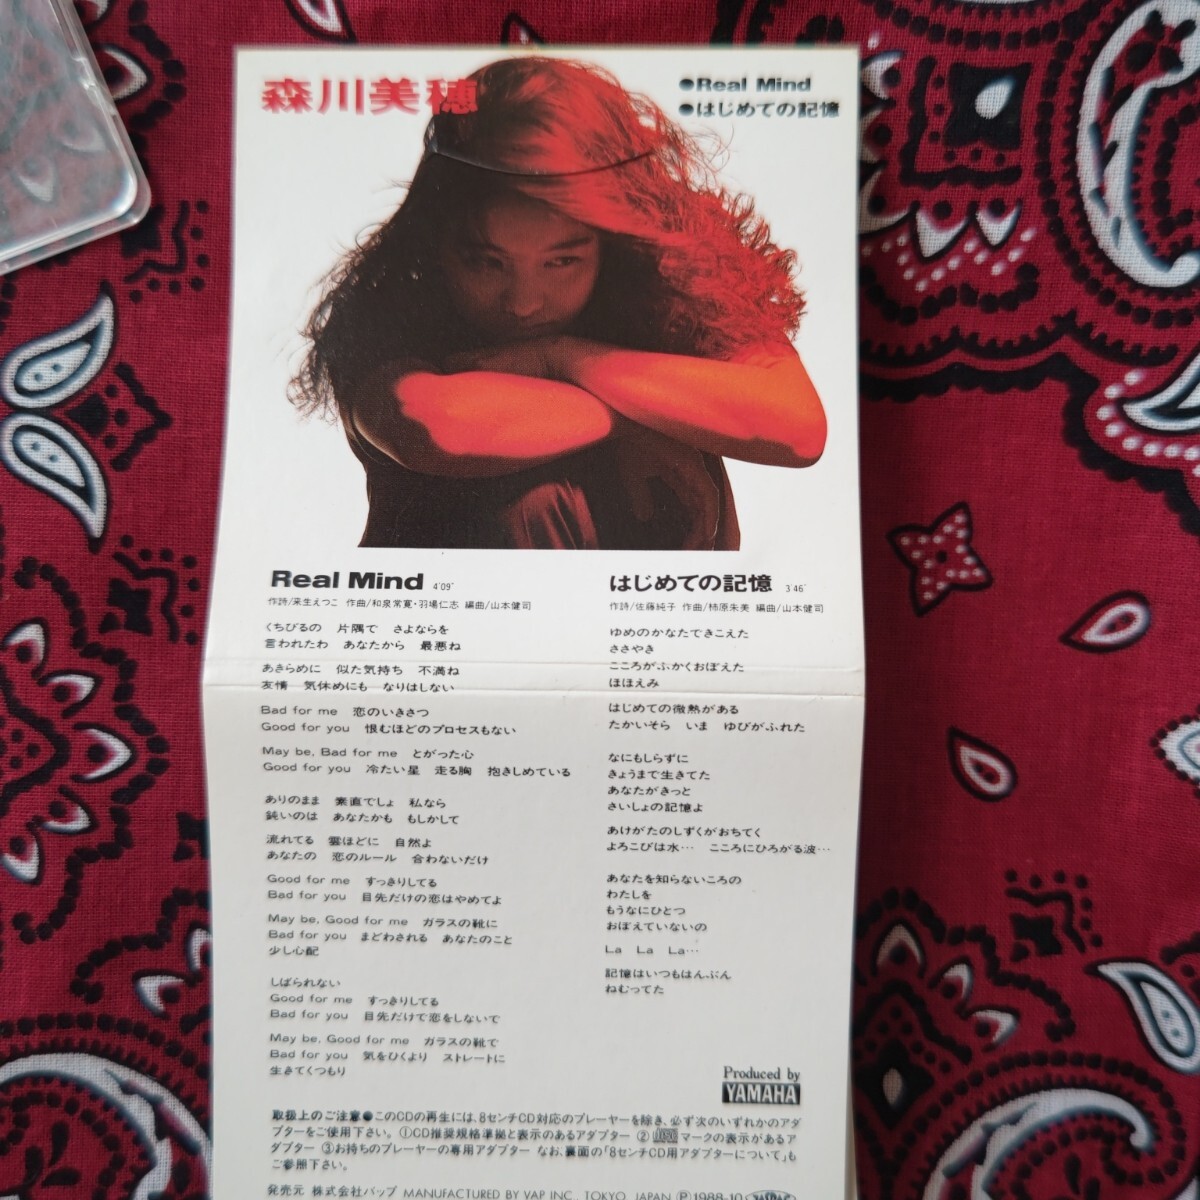 森川美穂
●Real Mind
●はじめての記憶
Real Mind 4'09"
作詩/来生えつこ 作曲/和泉常寛・羽場仁志 編曲/山本健司
くちびるの 片隅で さよならを
言われたわ あなたから 最悪ね
あきらめに 似た気持ち 不満ね
友情 気休めにも なりはしない
Bad for me 恋のいきさつ
Good for you 恨むほどのプロセスもない
May be, Bad for me とがった心
Good for you 冷たい星 走る胸 抱きしめている
ありのまま 素直でしょ 私なら
鈍いのは あなたかも もしかして
流れてる 雲ほどに 自然よ
あなたの 恋のルール 合わないだけ
Good for me すっきりしてる
Bad for you 目先だけの恋はやめてよ
May be, Good for me ガラスの靴に
Bad for you まどわされる あなたのこと
少し心配
しばられない
Good for me すっきりしてる
Bad for you 目先だけで恋をしないで
May be, Good for me ガラスの靴で
Bad for you 気をひくより ストレートに
生きてくつもり
はじめての記憶 3'46"
作詩/佐藤純子 作曲/柿原朱美 編曲/山本健司
ゆめのかなたできこえた
ささやき
こころがふかくおぼえた
ほほえみ
はじめての微熱がある
たかいそら いま ゆびがふれた
なにもしらずに
きょうまで生きてた
あなたがきっと
さいしょの記憶よ
あけがたのしずくがおちてく
よろこびは水… こころにひろがる波…
あなたを知らないころの
わたしを
もうなにひとつ
おぼえていないの
La La La…
記憶はいつもはんぶん
ねむってた
Produced by
YAMAHA
取扱上のご注意●このCDの再生には、8センチCD対応のプレーヤーを除き、必ず次のいずれかのアダ
プターをご使用下さい。①CD推奨規格準拠と表示のあるアダプター ②マークの表示があるア
ダプター ③お持ちのプレーヤーの専用アダプター なお、裏面の「8センチCD用アダプターについて」も
ご参照下さい。
発売元 株式会社バップ MANUFACTURED BY VAP INC., TOKYO, JAPAN Ⓟ1988・10 JASRAC